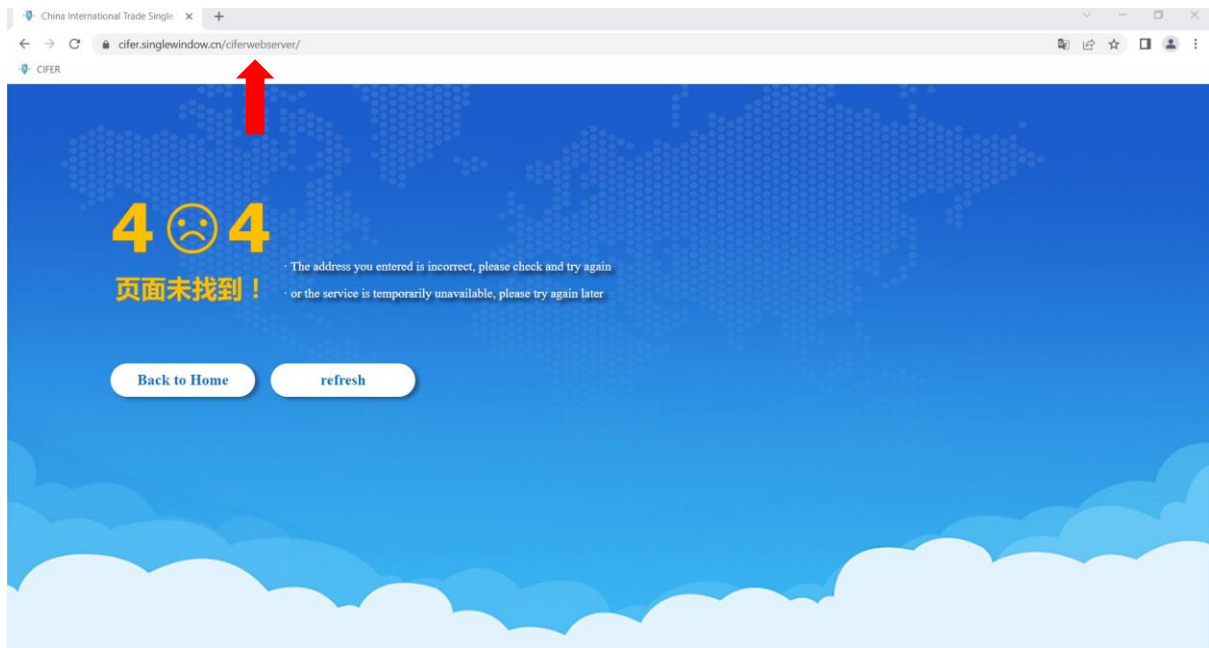 China International Trade Single
cifer.singlewindow.cn/ciferwebserver/
CIFER
4 4
页面未找到！
· The address you entered is incorrect, please check and try again
· or the service is temporarily unavailable, please try again later
Back to Home
refresh